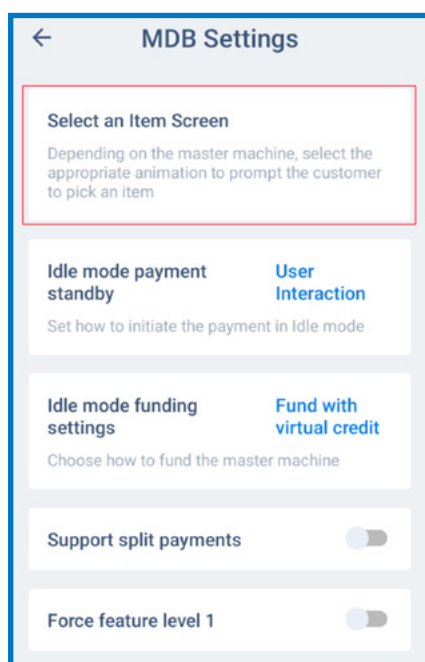 MDB Settings
Select an Item Screen
Depending on the master machine, select the
appropriate animation to prompt the customer
to pick an item
Idle mode payment
standby
User
Interaction
Set how to initiate the payment in Idle mode
Idle mode funding
settings
Fund with
virtual credit
Choose how to fund the master machine
Support split payments
Force feature level 1